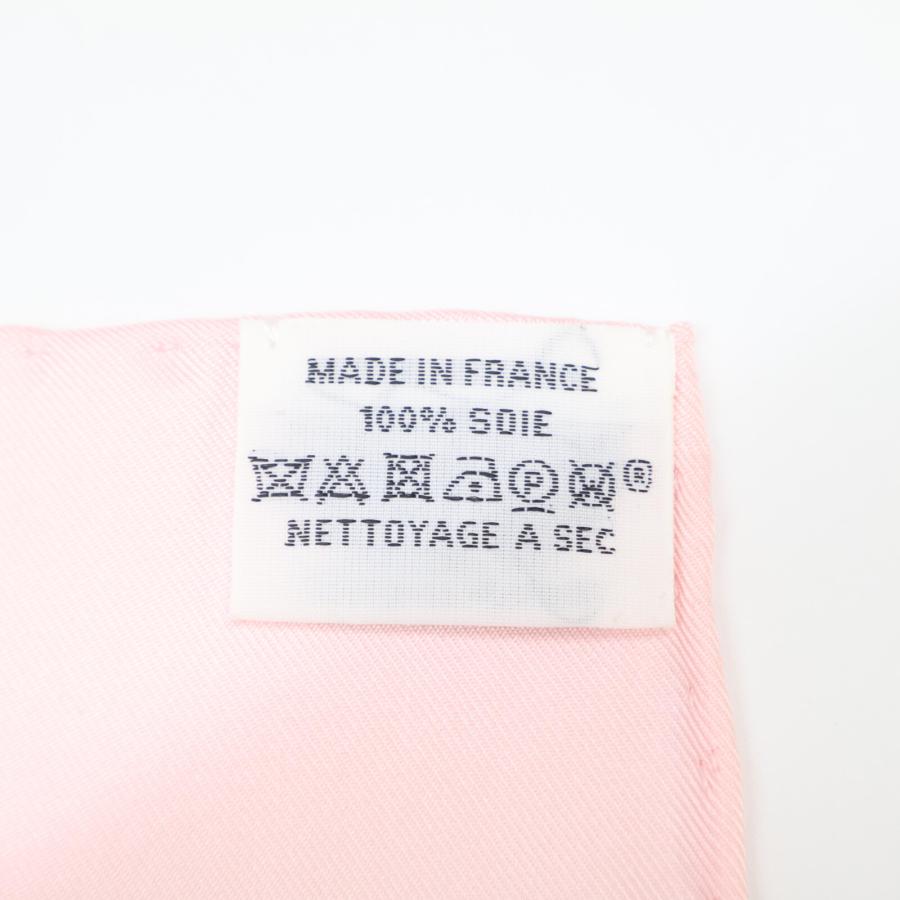 MADE IN FRANCE
100% SOIE
P ®
NETTOYAGE A SEC